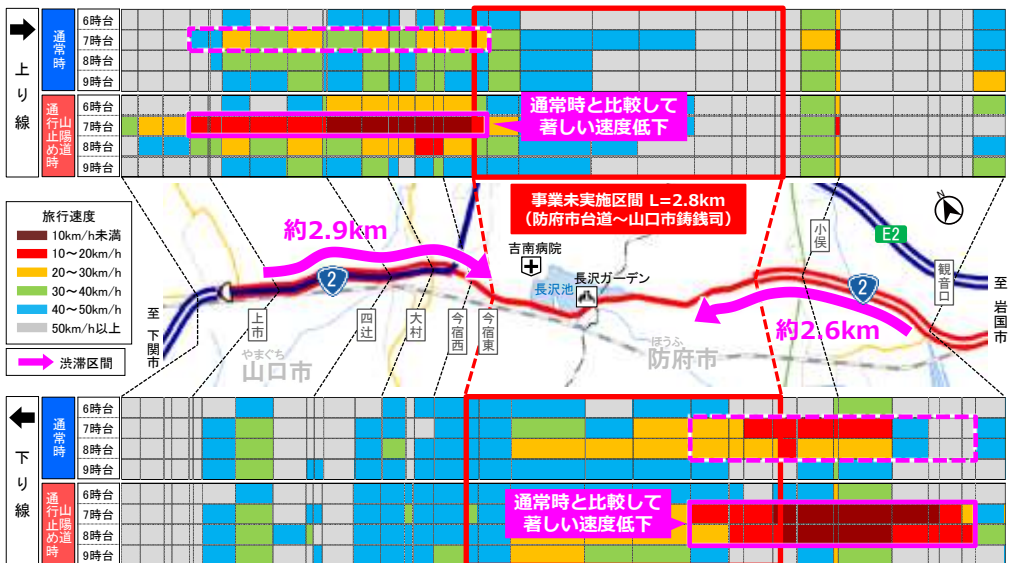 上り線
通常時
6時台
7時台
8時台
9時台
山陽道
通行止め時
6時台
7時台
8時台
9時台
通常時と比較して
著しい速度低下
旅行速度
10km/h未満
10～20km/h
20～30km/h
30～40km/h
40～50km/h
50km/h以上
渋滞区間
事業未実施区間 L=2.8km
（防府市台道～山口市鋳銭司）
約2.9km
約2.6km
N
E2
2
2
吉南病院
長沢池
長沢ガーデン
小俣
観音口
至 岩国市
至 下関市
上市
四辻
大村
今宿西
今宿東
やまぐち
山口市
ほうふ
防府市
下り線
通常時
6時台
7時台
8時台
9時台
山陽道
通行止め時
6時台
7時台
8時台
9時台
通常時と比較して
著しい速度低下